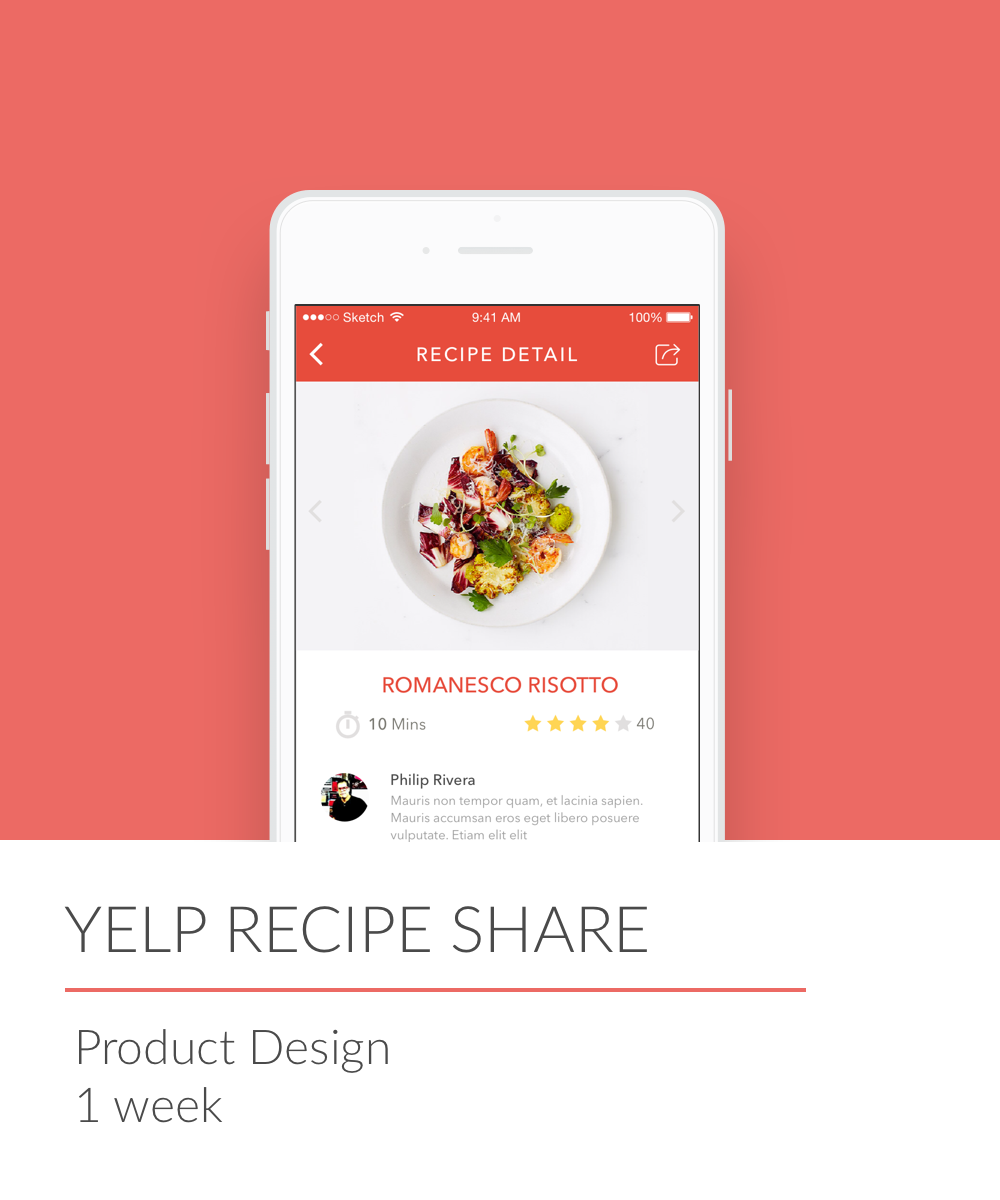 Sketch 9:41 AM 100%
RECIPE DETAIL
ROMANESCO RISOTTO
10 Mins 40
Philip Rivera
Mauris non tempor quam, et lacinia sapien.
Mauris accumsan eros eget libero posuere
vulputate. Etiam elit elit
YELP RECIPE SHARE
Product Design
1 week